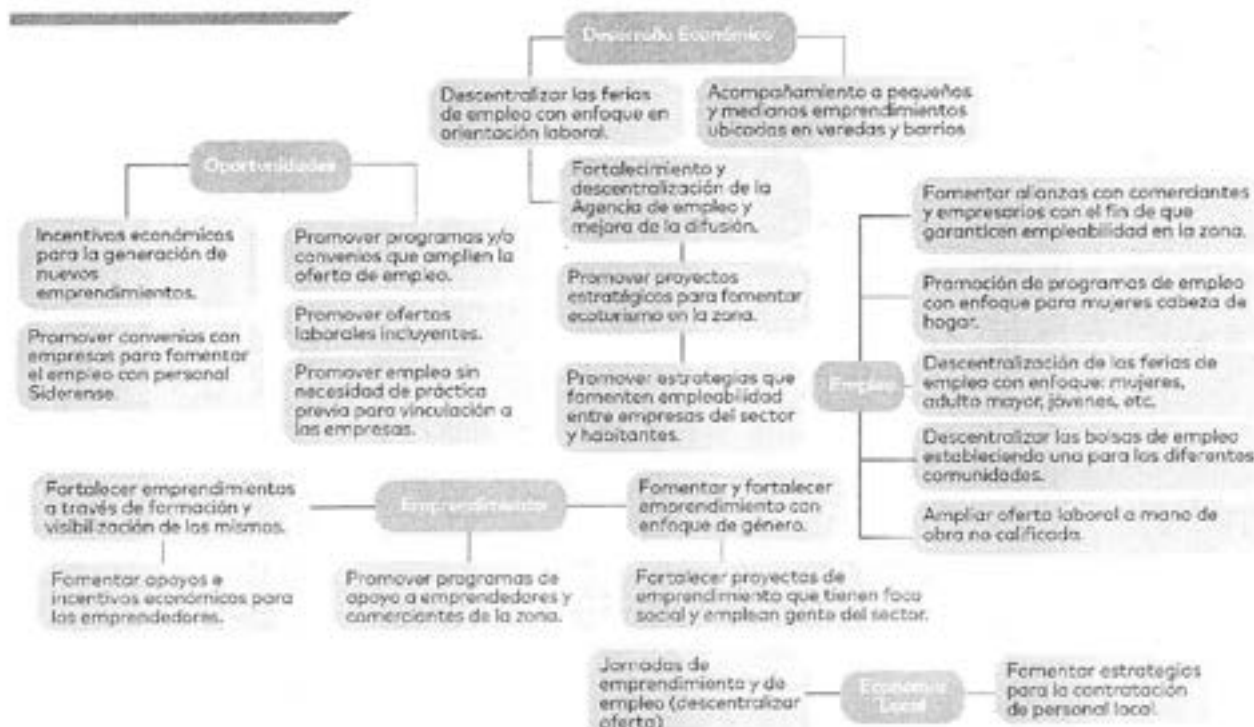 Desarrollo Económico
Descentralizar las ferias
de empleo con enfoque en
orientación laboral.
Acompañamiento a pequeños
y medianos emprendimientos
ubicados en veredas y barrios
Fortalecimiento y
descentralización de la
Agencia de empleo y
mejora de la difusión.
Promover proyectos
estratégicos para fomentar
ecoturismo en la zona.
Promover estrategias que
fomenten empleabilidad
entre empresas del sector
y habitantes.
Oportunidades
Incentivos económicos
para la generación de
nuevos
emprendimientos.
Promover convenios con
empresas para fomentar
el empleo con personal
Siderense.
Promover programas y/o
convenios que amplíen la
oferta de empleo.
Promover ofertas
laborales incluyentes.
Promover empleo sin
necesidad de práctica
previa para vinculación a
las empresas.
Empleo
Fomentar alianzas con comerciantes
y empresarios con el fin de que
garanticen empleabilidad en la zona.
Promoción de programas de empleo
con enfoque para mujeres cabeza de
hogar.
Descentralización de las ferias de
empleo con enfoque: mujeres,
adulto mayor, jóvenes, etc.
Descentralizar las bolsas de empleo
estableciendo una para las diferentes
comunidades.
Ampliar oferta laboral a mano de
obra no calificada.
Emprendimiento
Fortalecer emprendimientos
a través de formación y
visibilización de los mismos.
Fomentar apoyos e
incentivos económicos para
los emprendedores.
Promover programas de
apoyo a emprendedores y
comerciantes de la zona.
Fomentar y fortalecer
emprendimiento con
enfoque de género.
Fortalecer proyectos de
emprendimiento que tienen foco
social y emplean gente del sector.
Economía
Local
Jornadas de
emprendimiento y de
empleo (descentralizar
oferta)
Fomentar estrategias
para la contratación
de personal local.